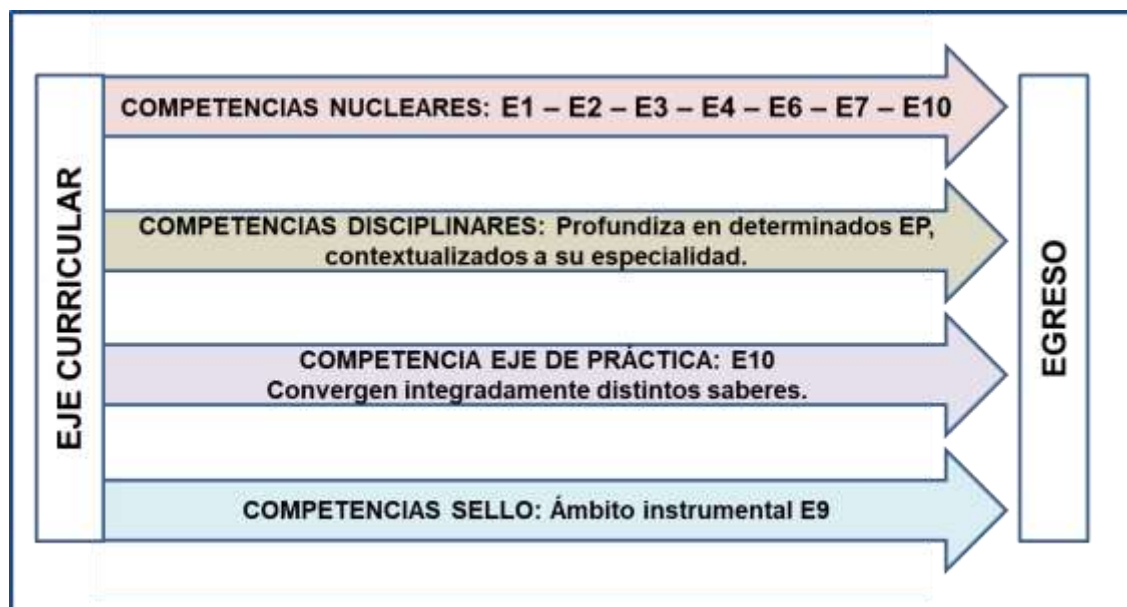 EJE CURRICULAR
COMPETENCIAS NUCLEARES: E1 – E2 – E3 – E4 – E6 – E7 – E10
COMPETENCIAS DISCIPLINARES: Profundiza en determinados EP,
contextualizados a su especialidad.
COMPETENCIA EJE DE PRÁCTICA: E10
Convergen integradamente distintos saberes.
COMPETENCIAS SELLO: Ámbito instrumental E9
EGRESO